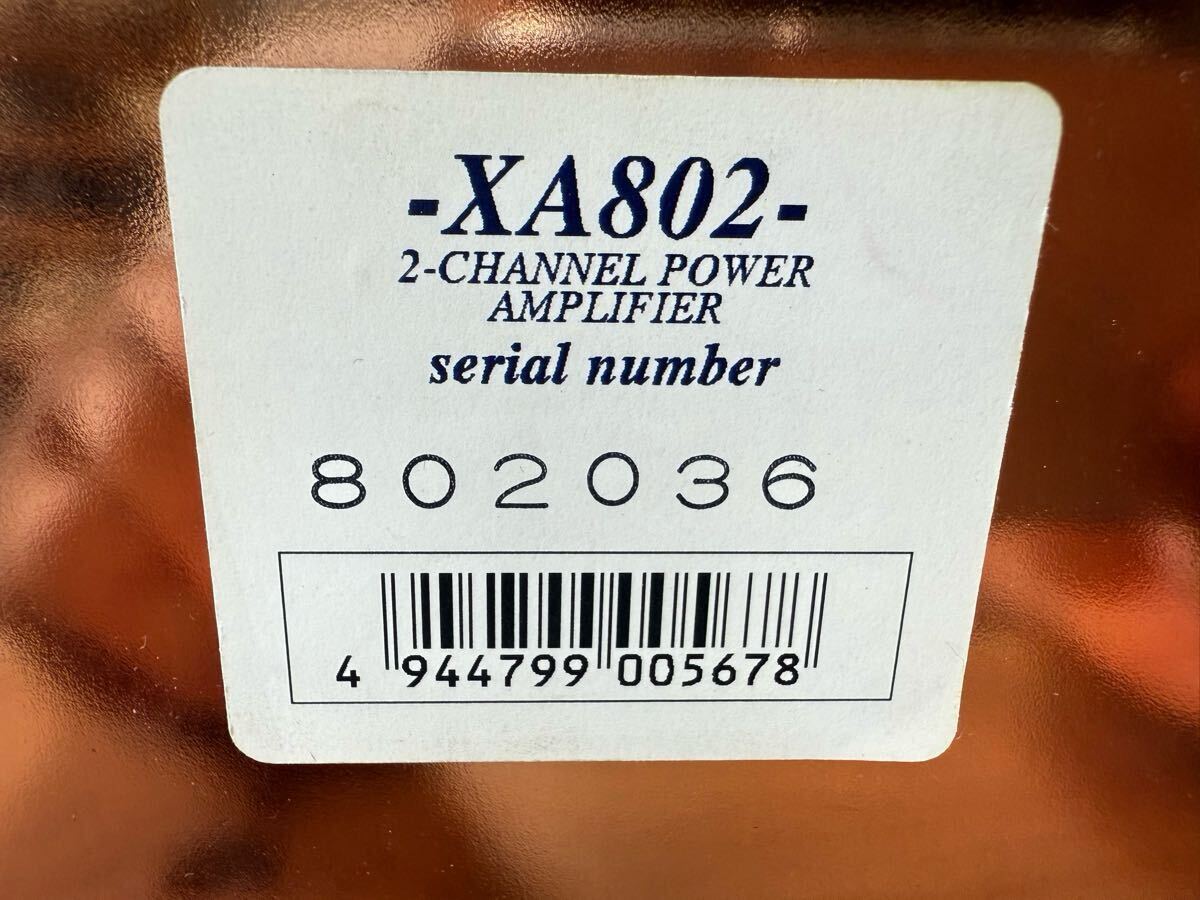 -XA802-
2-CHANNEL POWER
AMPLIFIER
serial number
802036
4 944799 005678